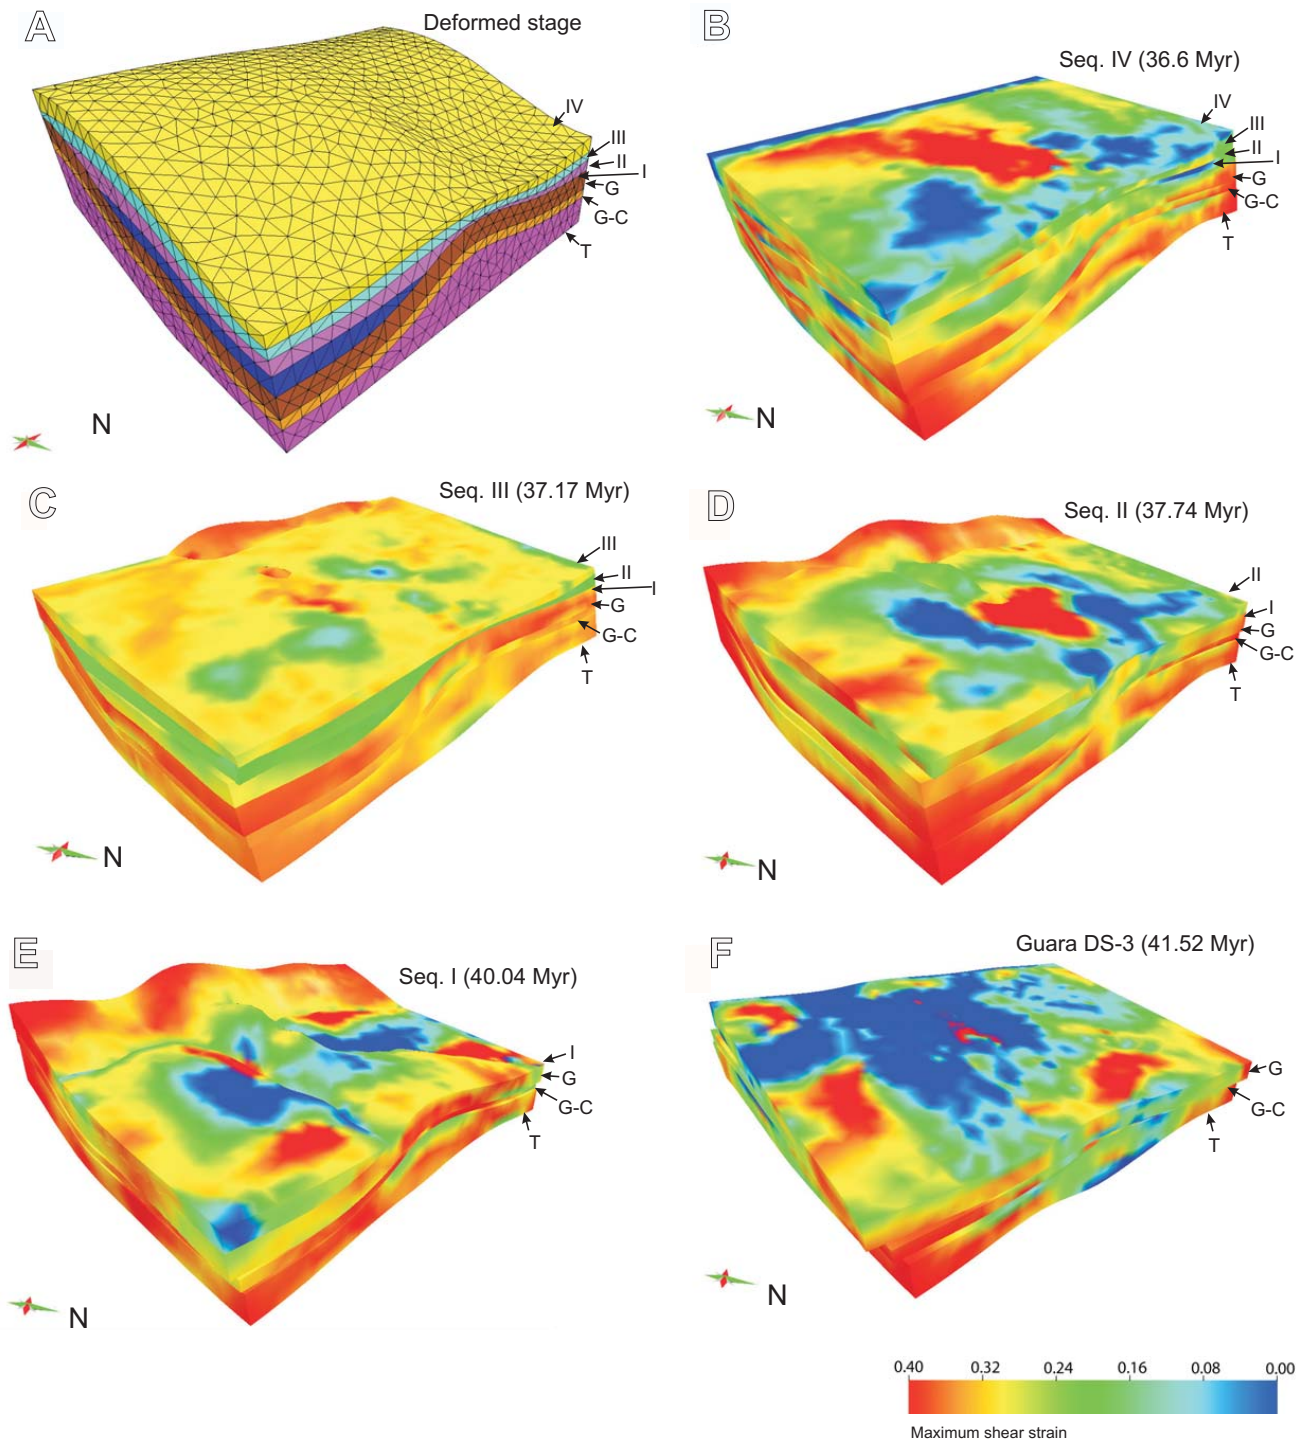 A
Deformed stage
IV
III
II
I
G
G-C
T
N
B
Seq. IV (36.6 Myr)
IV
III
II
I
G
G-C
T
N
C
Seq. III (37.17 Myr)
III
II
I
G
G-C
T
N
D
Seq. II (37.74 Myr)
II
I
G
G-C
T
N
E
Seq. I (40.04 Myr)
I
G
G-C
T
N
F
Guara DS-3 (41.52 Myr)
G
G-C
T
N
0.40 0.32 0.24 0.16 0.08 0.00
Maximum shear strain